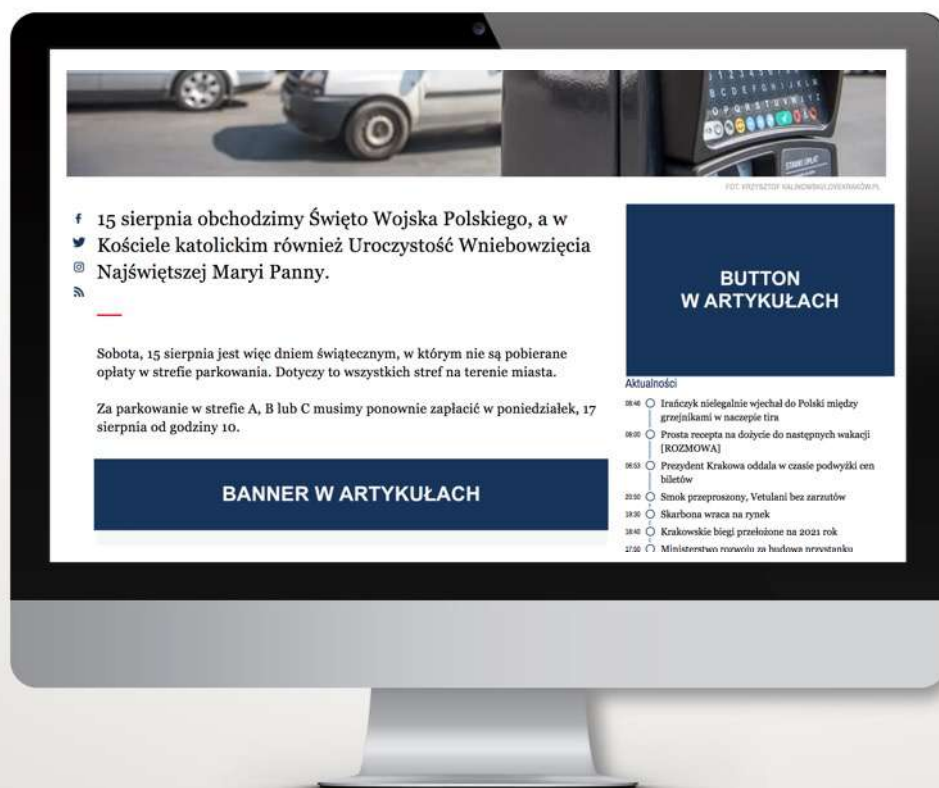 FOT. KRZYSZTOF KALINOWSKI/LOVEKRAKÓW.PL
15 sierpnia obchodzimy Święto Wojska Polskiego, a w
Kościele katolickim również Uroczystość Wniebowzięcia
Najświętszej Maryi Panny.
Sobota, 15 sierpnia jest więc dniem świątecznym, w którym nie są pobierane
opłaty w strefie parkowania. Dotyczy to wszystkich stref na terenie miasta.
Za parkowanie w strefie A, B lub C musimy ponownie zapłacić w poniedziałek, 17
sierpnia od godziny 10.
BANNER W ARTYKUŁACH
BUTTON
W ARTYKUŁACH
Aktualności
08:46 Irańczyk nielegalnie wjechał do Polski między
grzejnikami w naczepie tira
08:00 Prosta recepta na dożycie do następnych wakacji
[ROZMOWA]
06:53 Prezydent Krakowa oddala w czasie podwyżki cen
biletów
20:50 Smok przeproszony, Vetulani bez zarzutów
19:30 Skarbona wraca na rynek
18:40 Krakowskie biegi przełożone na 2021 rok
17:00 Ministerstwo rozwoju za budową przystanku